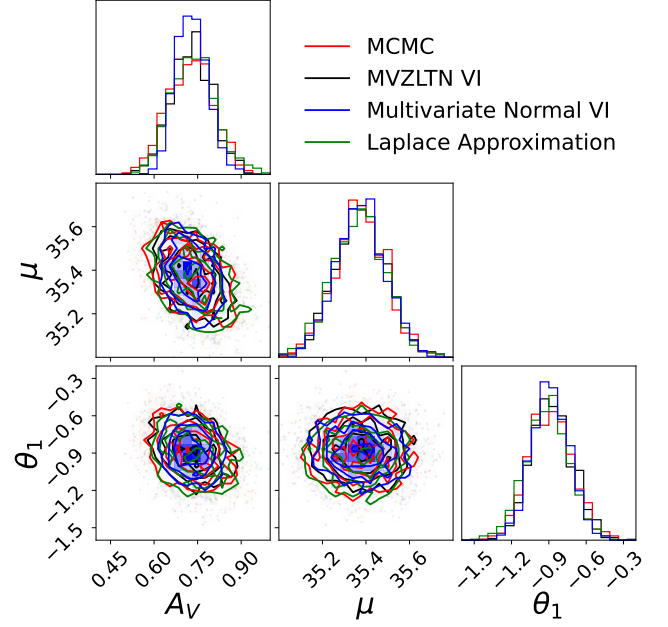 MCMC
MVZLTN VI
Multivariate Normal VI
Laplace Approximation
μ
35.6
35.4
35.2
θ₁
−0.3
−0.6
−0.9
−1.2
−1.5
0.45 0.60 0.75 0.90
35.2 35.4 35.6
−1.5 −1.2 −0.9 −0.6 −0.3
A_V μ θ₁